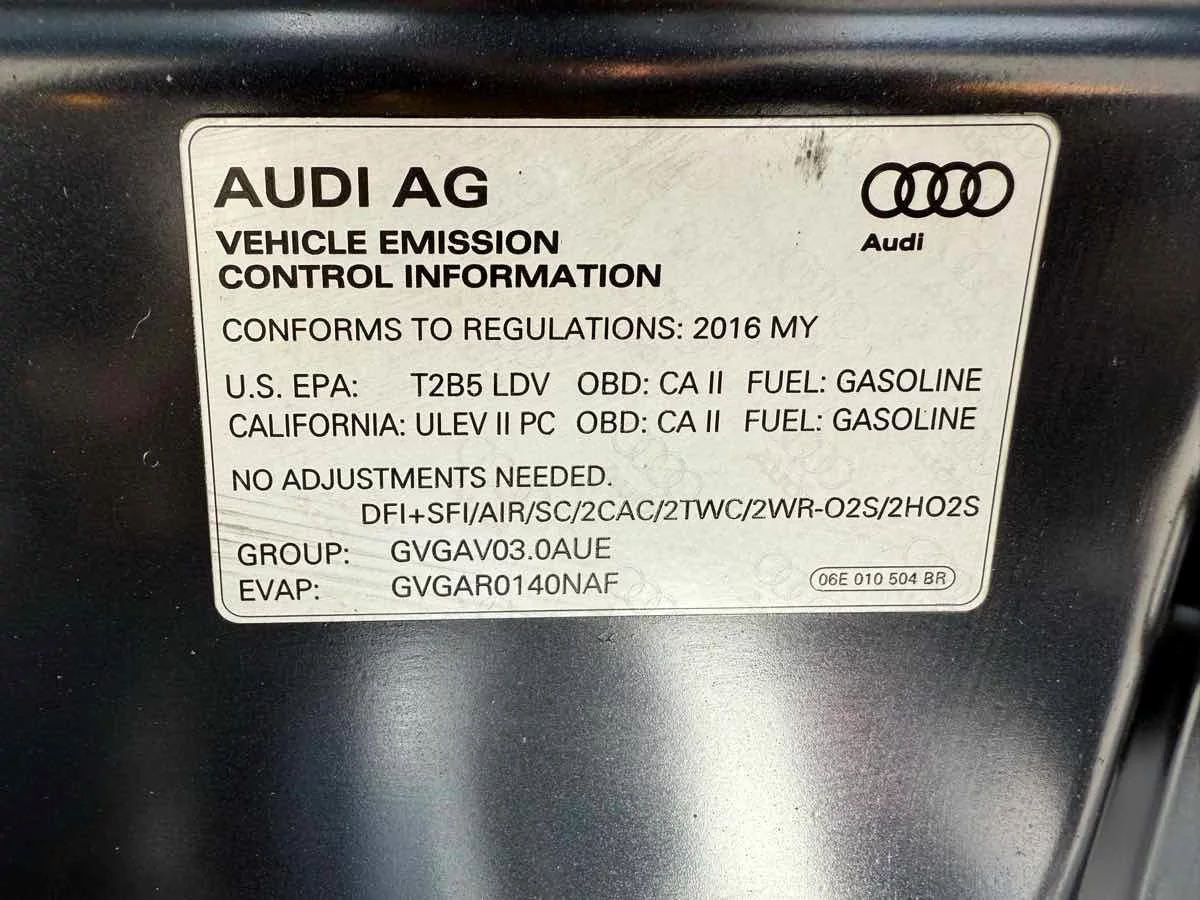 AUDI AG
Audi
VEHICLE EMISSION
CONTROL INFORMATION
CONFORMS TO REGULATIONS: 2016 MY
U.S. EPA: T2B5 LDV OBD: CA II FUEL: GASOLINE
CALIFORNIA: ULEV II PC OBD: CA II FUEL: GASOLINE
NO ADJUSTMENTS NEEDED.
DFI+SFI/AIR/SC/2CAC/2TWC/2WR-O2S/2HO2S
GROUP: GVGAV03.0AUE
EVAP: GVGAR0140NAF
06E 010 504 BR